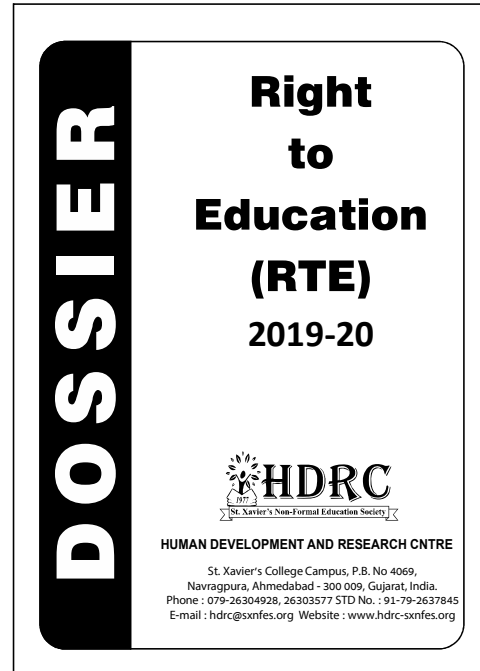 DOSSIER
Right
to
Education
(RTE)
2019-20
1977
HDRC
St. Xavier's Non-Formal Education Society
HUMAN DEVELOPMENT AND RESEARCH CNTRE
St. Xavier's College Campus, P.B. No 4069,
Navragpura, Ahmedabad - 300 009, Gujarat, India.
Phone : 079-26304928, 26303577 STD No. : 91-79-2637845
E-mail : hdrc@sxnfes.org Website : www.hdrc-sxnfes.org